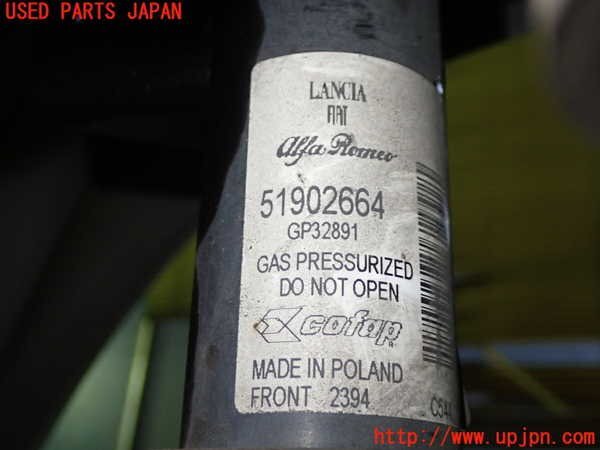 USED PARTS JAPAN
LANCIA
FIAT
Alfa Romeo
51902664
GP32891
GAS PRESSURIZED
DO NOT OPEN
cofap
MADE IN POLAND
FRONT 2394
http://www.upjpn.com/